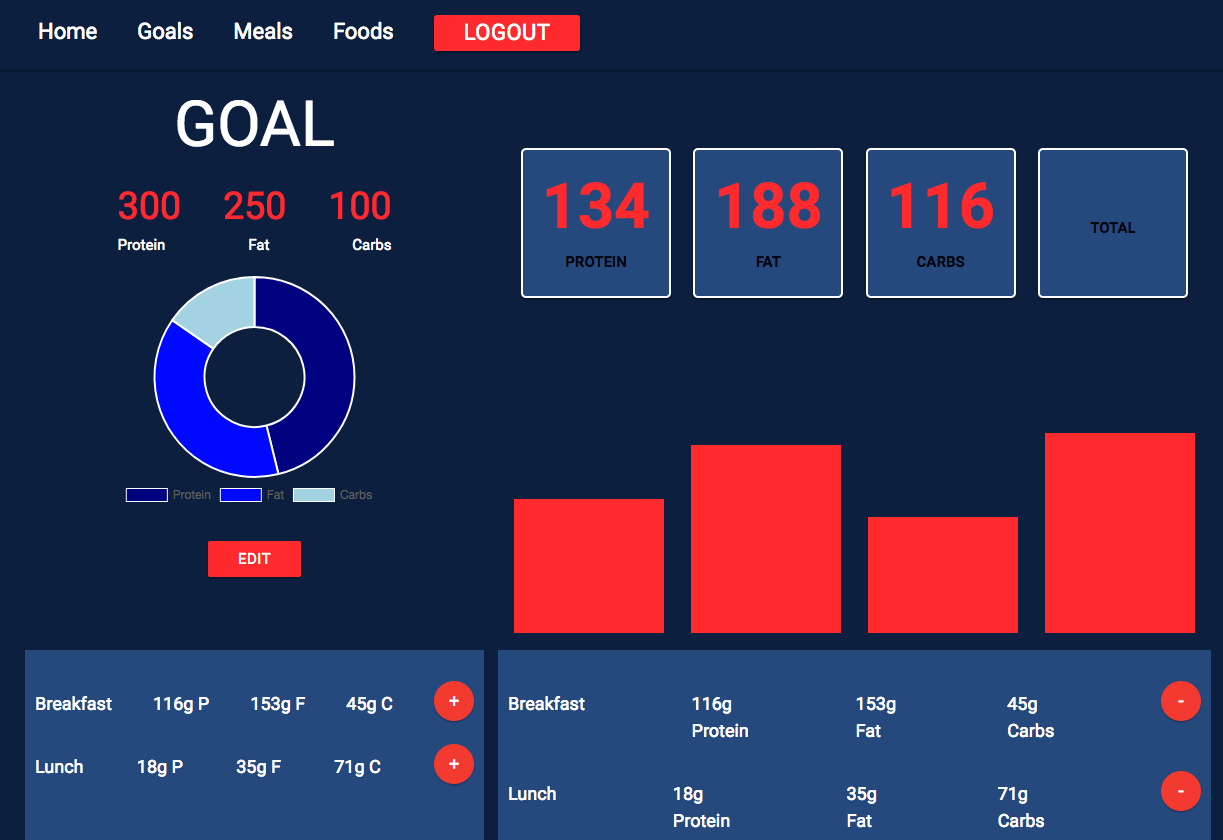 Home Goals Meals Foods LOGOUT
GOAL
300 250 100
Protein Fat Carbs
Protein Fat Carbs
EDIT
134 188 116
PROTEIN FAT CARBS TOTAL
Breakfast 116g P 153g F 45g C +
Lunch 18g P 35g F 71g C +
Breakfast 116g 153g 45g -
Protein Fat Carbs
Lunch 18g 35g 71g -
Protein Fat Carbs